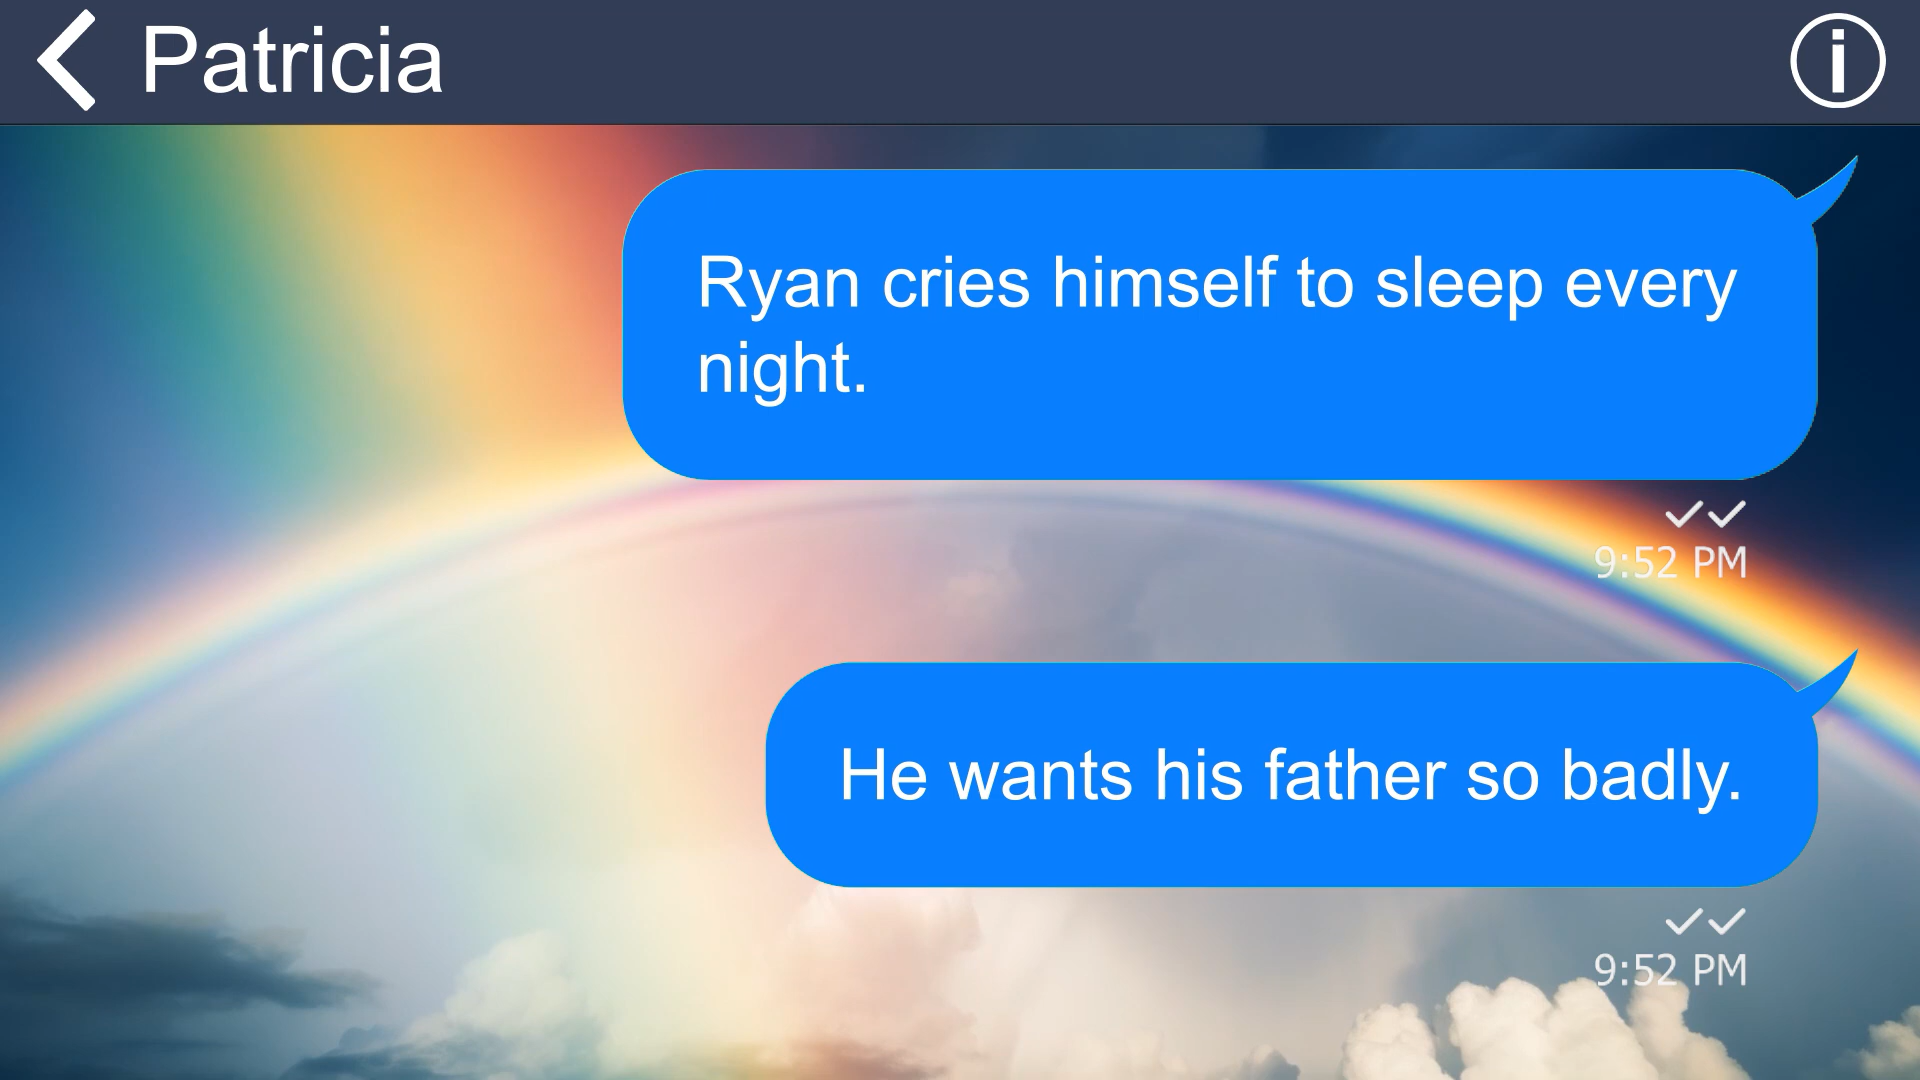 Patricia
Ryan cries himself to sleep every
night.
9:52 PM
He wants his father so badly.
9:52 PM